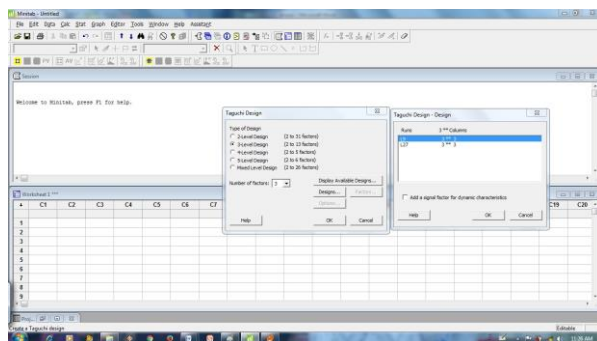 Minitab - Untitled
File Edit Data Calc Stat Graph Editor Tools Window Help Assistant
Session
Welcome to Minitab, press F1 for help.
Taguchi Design
Type of Design
2-Level Design (2 to 31 factors)
3-Level Design (2 to 13 factors)
4-Level Design (2 to 5 factors)
5-Level Design (2 to 6 factors)
Mixed Level Design (2 to 26 factors)
Number of factors: 3
Display Available Designs...
Designs... Factors...
Options...
Help OK Cancel
Taguchi Design - Design
Runs 3 ** Columns
L9 3 ** 3
L27 3 ** 3
Add a signal factor for dynamic characteristics
Help OK Cancel
Worksheet 1 ***
C1 C2 C3 C4 C5 C6 C7 C19 C20
1
2
3
4
5
6
7
8
9
Proj...
Create a Taguchi design
Editable
11:26 AM